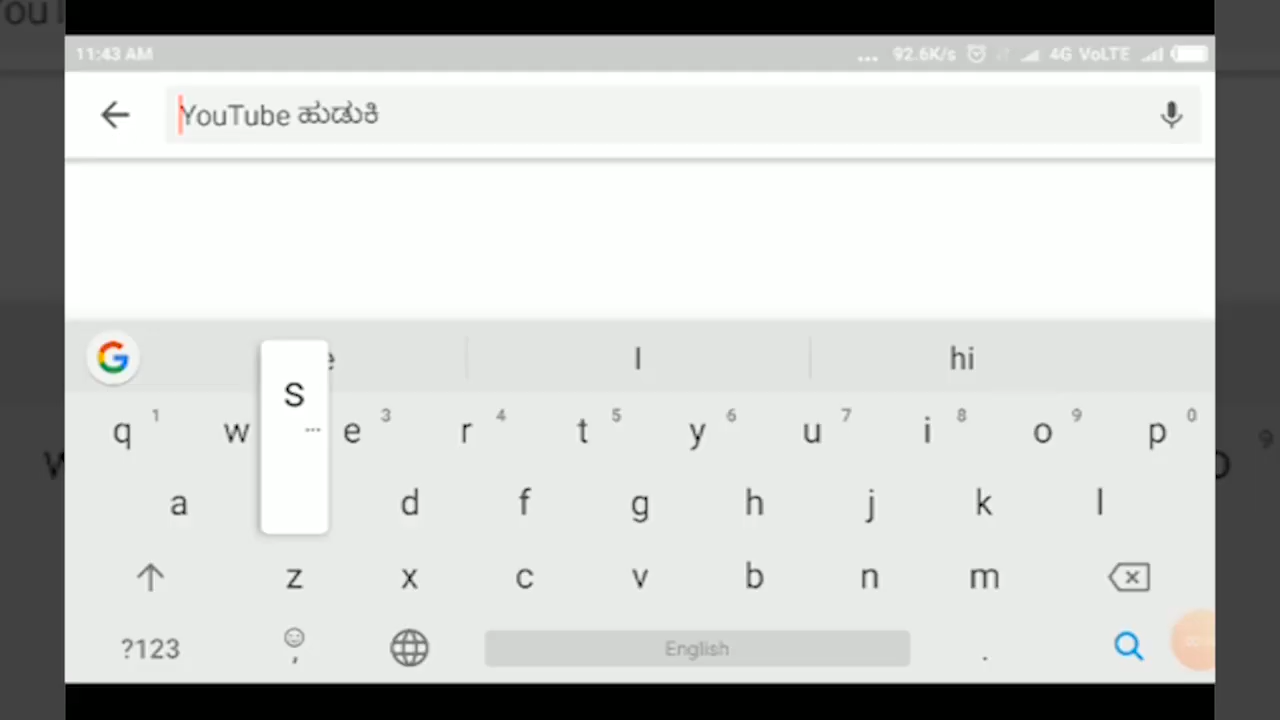 11:43 AM ... 92.6K/s 4G VoLTE
YouTube ಹುಡುಕಿ
I hi
q 1 w e 3 r 4 t 5 y 6 u 7 i 8 o 9 p 0
S ...
a d f g h j k l
z x c v b n m
?123 , English .